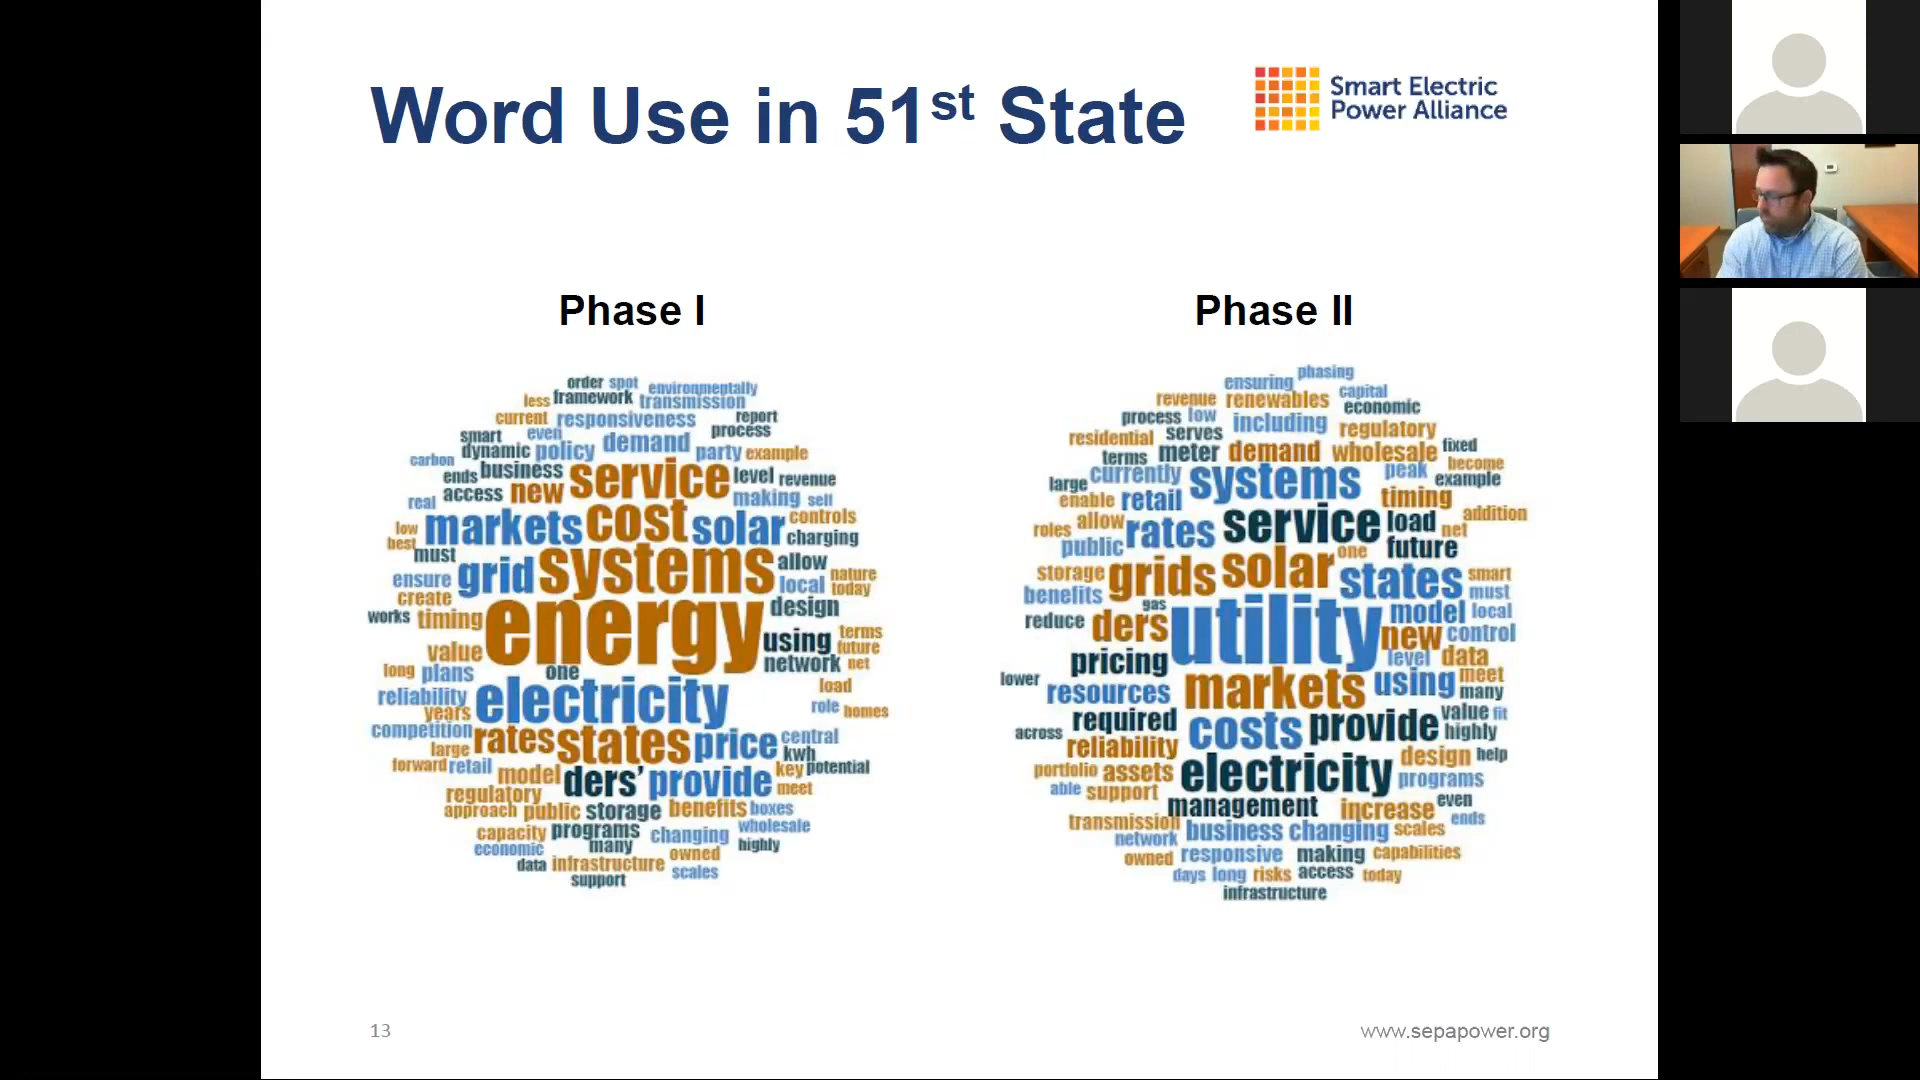 Word Use in 51st State
Smart Electric
Power Alliance
Phase I
Phase II
order spot environmentally
less framework transmission
current responsiveness report
smart even demand process
dynamic policy party example
carbon business service level revenue
ends access new making self
real markets cost solar controls
low charging
best must systems allow
ensure grid local nature
create today
works timing energy design
value using terms
future
long plans one network net
reliability electricity load
years role homes
competition rates states price central
large kwh
forward retail model ders' provide key potential
regulatory meet
approach public storage benefits boxes
capacity programs changing wholesale
economic many highly
data infrastructure owned
support scales
ensuring phasing
revenue renewables capital
process low including economic
residential serves regulatory
terms meter demand wholesale fixed
large currently systems peak become
example
enable retail timing
roles allow rates service load addition
net
public one future
storage grids solar states smart
benefits gas must
reduce ders utility model local
new control
pricing level data
lower resources markets using meet
many
required costs provide value fit
across highly
reliability design help
portfolio assets electricity programs
able support management increase even
ends
transmission business changing scales
network
owned responsive making capabilities
days long risks access today
infrastructure
13
www.sepapower.org